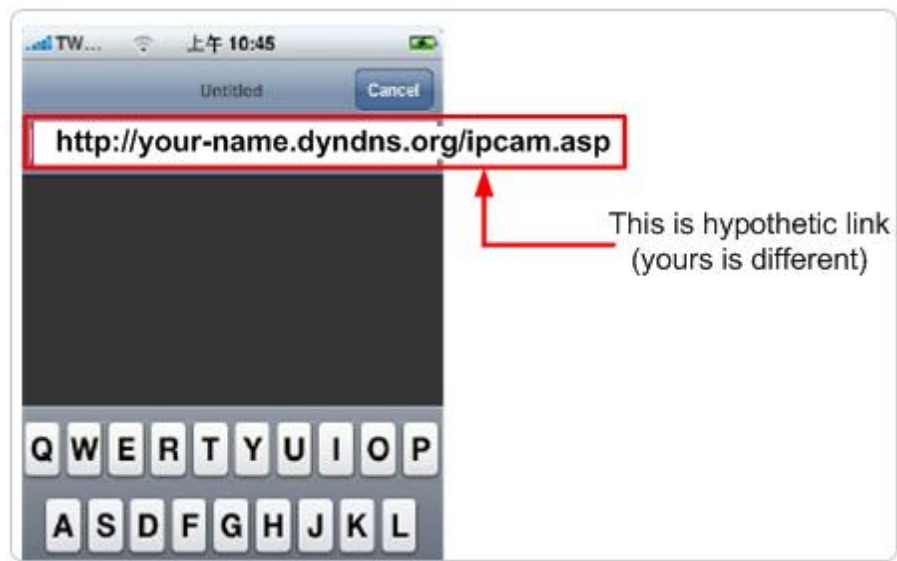 TW... 上午 10:45
Untitled Cancel
http://your-name.dyndns.org/ipcam.asp
This is hypothetic link
(yours is different)
Q W E R T Y U I O P
A S D F G H J K L